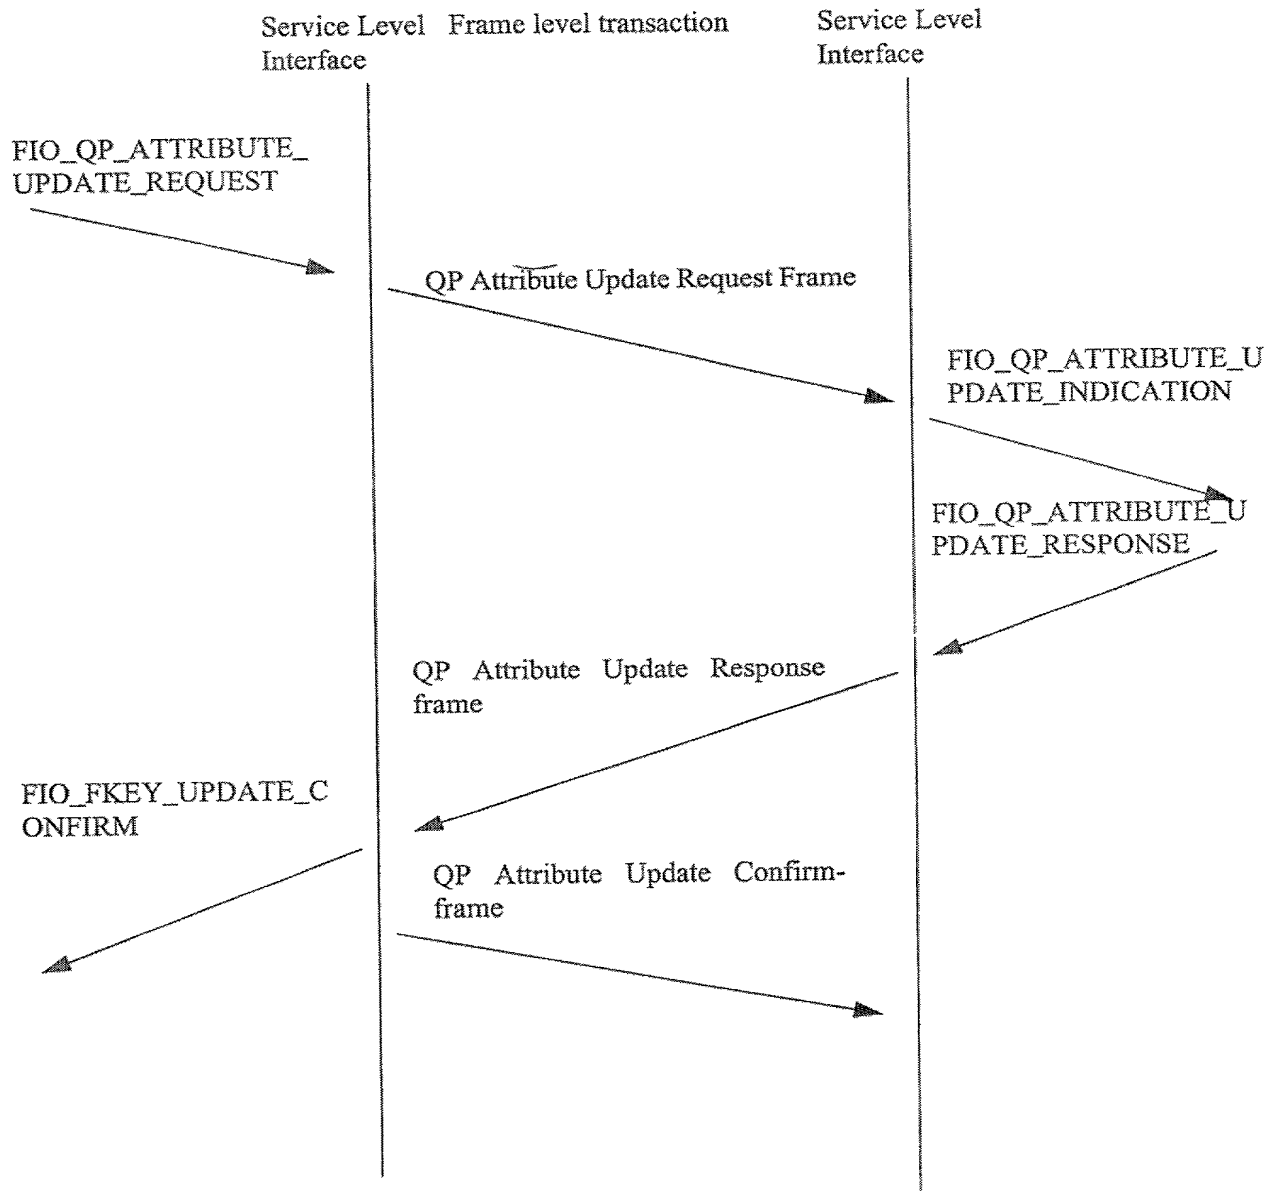 Service Level
Interface
Frame level transaction
Service Level
Interface
FIO_QP_ATTRIBUTE_
UPDATE_REQUEST
QP Attribute Update Request Frame
FIO_QP_ATTRIBUTE_U
PDATE_INDICATION
FIO_QP_ATTRIBUTE_U
PDATE_RESPONSE
QP Attribute Update Response
frame
FIO_FKEY_UPDATE_C
ONFIRM
QP Attribute Update Confirm-
frame